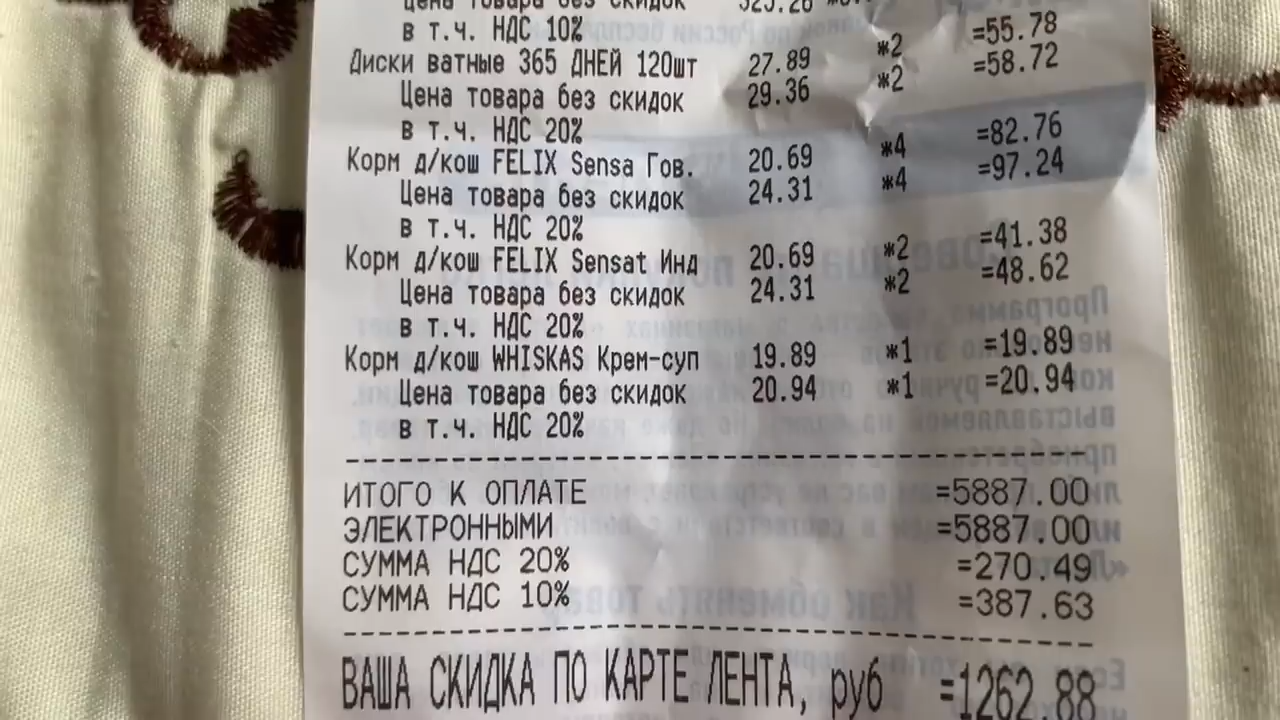 Цена товара без скидок
в т.ч. НДС 10%
Диски ватные 365 ДНЕЙ 120шт 27.89 *2 =55.78
Цена товара без скидок 29.36 *2 =58.72
в т.ч. НДС 20%
Корм д/кош FELIX Sensa Гов. 20.69 *4 =82.76
Цена товара без скидок 24.31 *4 =97.24
в т.ч. НДС 20%
Корм д/кош FELIX Sensat Инд 20.69 *2 =41.38
Цена товара без скидок 24.31 *2 =48.62
в т.ч. НДС 20%
Корм д/кош WHISKAS Крем-суп 19.89 *1 =19.89
Цена товара без скидок 20.94 *1 =20.94
в т.ч. НДС 20%
ИТОГО К ОПЛАТЕ =5887.00
ЭЛЕКТРОННЫМИ =5887.00
СУММА НДС 20% =270.49
СУММА НДС 10% =387.63
ВАША СКИДКА ПО КАРТЕ ЛЕНТА, руб =1262.88